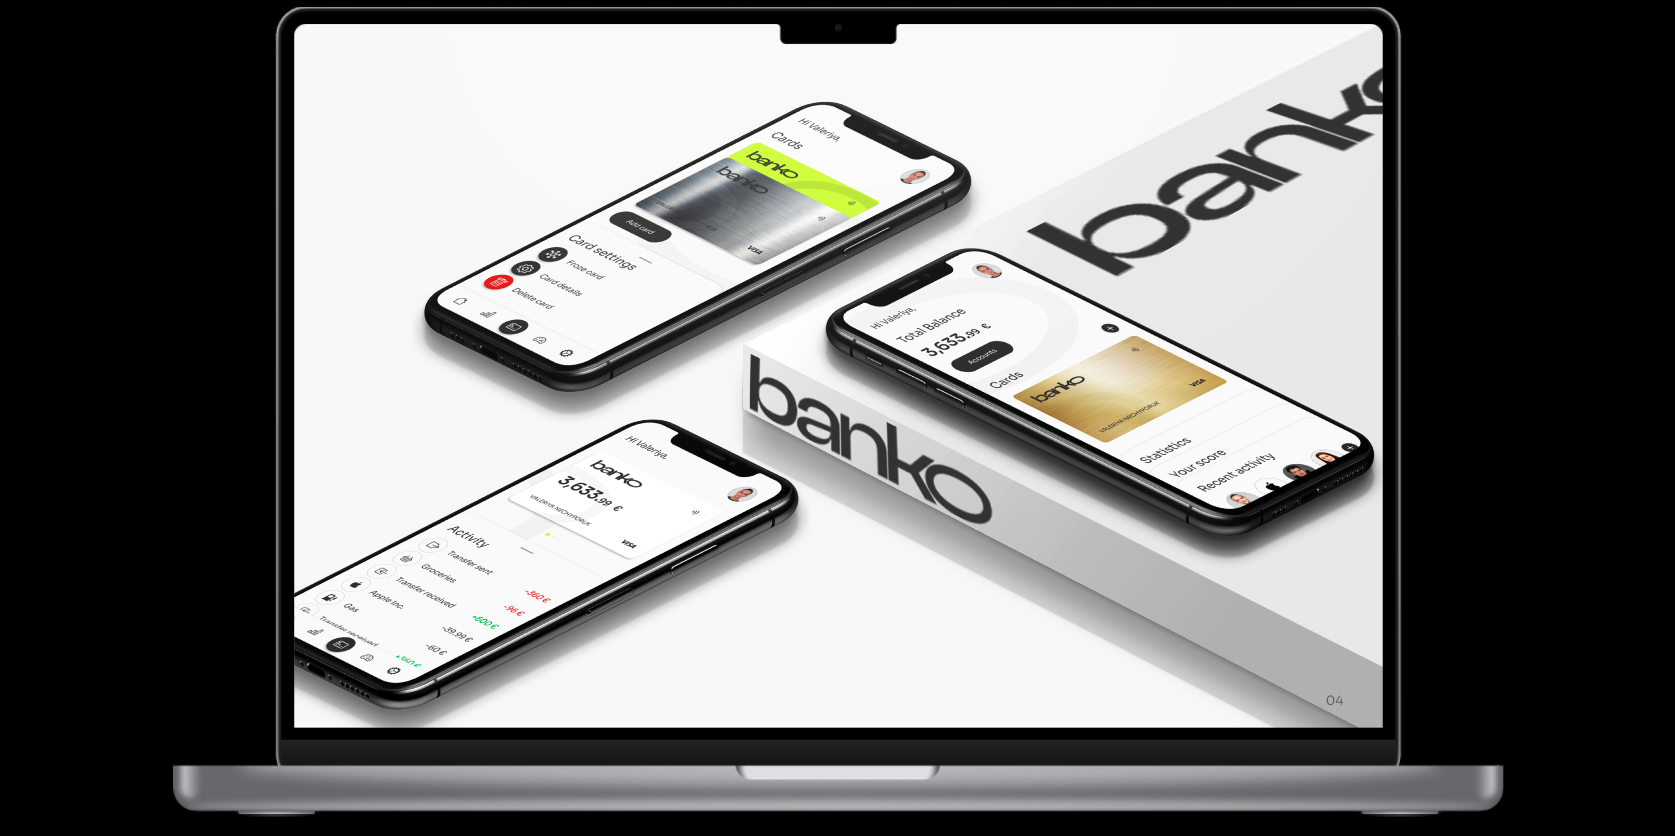 Hi Valeriya,
Cards
banko
banko
VISA
Add card
Card settings
Froze card
Card details
Delete card
banko
Hi Valeriya,
Total Balance
3,633.99 €
Accounts
Cards
banko
VISA
VALERIYA NECHYPORUK
Statistics
Your score
Recent activity
banko
Hi Valeriya,
banko
3,633.99 €
VALERIYA NECHYPORUK
VISA
Activity
Transfer sent -360 €
Groceries -96 €
Transfer received +600 €
Apple Inc. -39.99 €
Gas -60 €
Transfer received
04